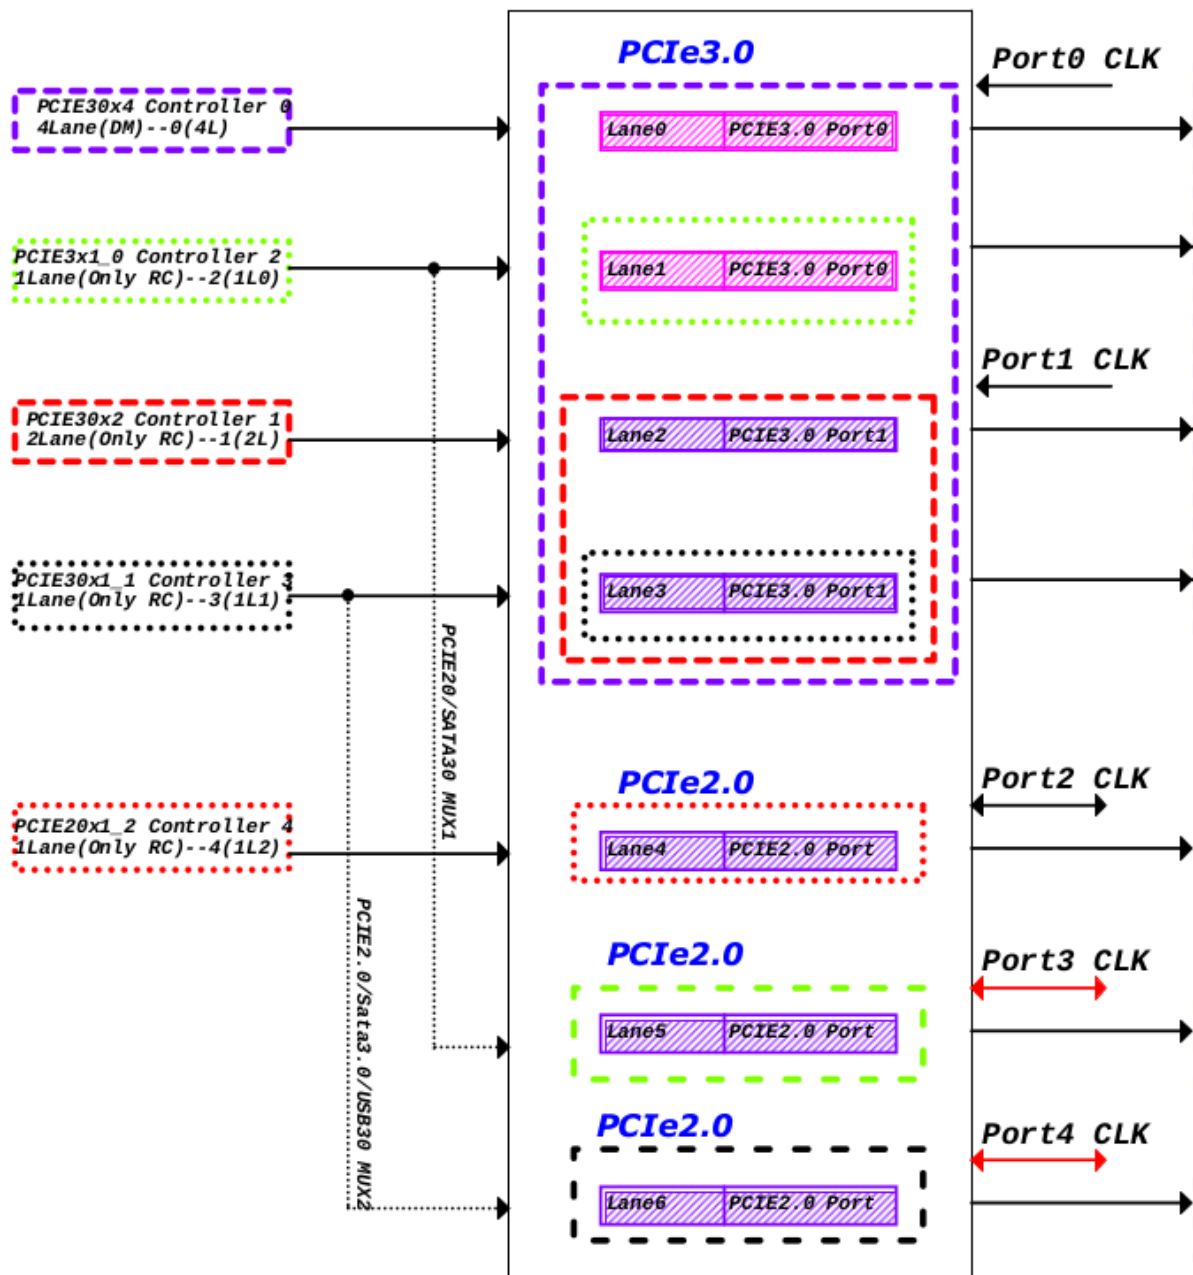 PCIe3.0
Port0 CLK
PCIE30x4 Controller 0
4Lane(DM)--0(4L)
Lane0 PCIE3.0 Port0
PCIE3x1_0 Controller 2
1Lane(Only RC)--2(1L0)
Lane1 PCIE3.0 Port0
Port1 CLK
PCIE30x2 Controller 1
2Lane(Only RC)--1(2L)
Lane2 PCIE3.0 Port1
PCIE30x1_1 Controller 3
1Lane(Only RC)--3(1L1)
Lane3 PCIE3.0 Port1
PCIE20/SATA30 MUX1
PCIe2.0
Port2 CLK
PCIE20x1_2 Controller 4
1Lane(Only RC)--4(1L2)
Lane4 PCIE2.0 Port
PCIE2.0/Sata3.0/USB30 MUX2
PCIe2.0
Port3 CLK
Lane5 PCIE2.0 Port
PCIe2.0
Port4 CLK
Lane6 PCIE2.0 Port